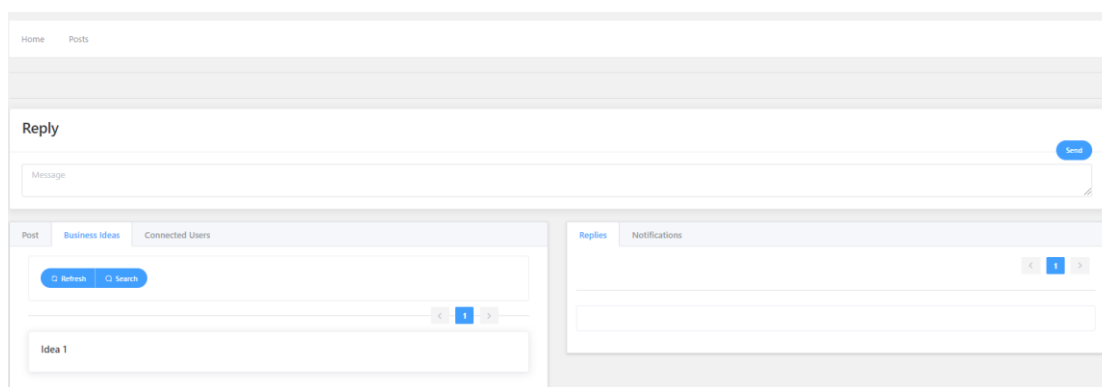 Home Posts
Reply
Send
Message
Post Business Ideas Connected Users
Refresh Search
1
Idea 1
Replies Notifications
1